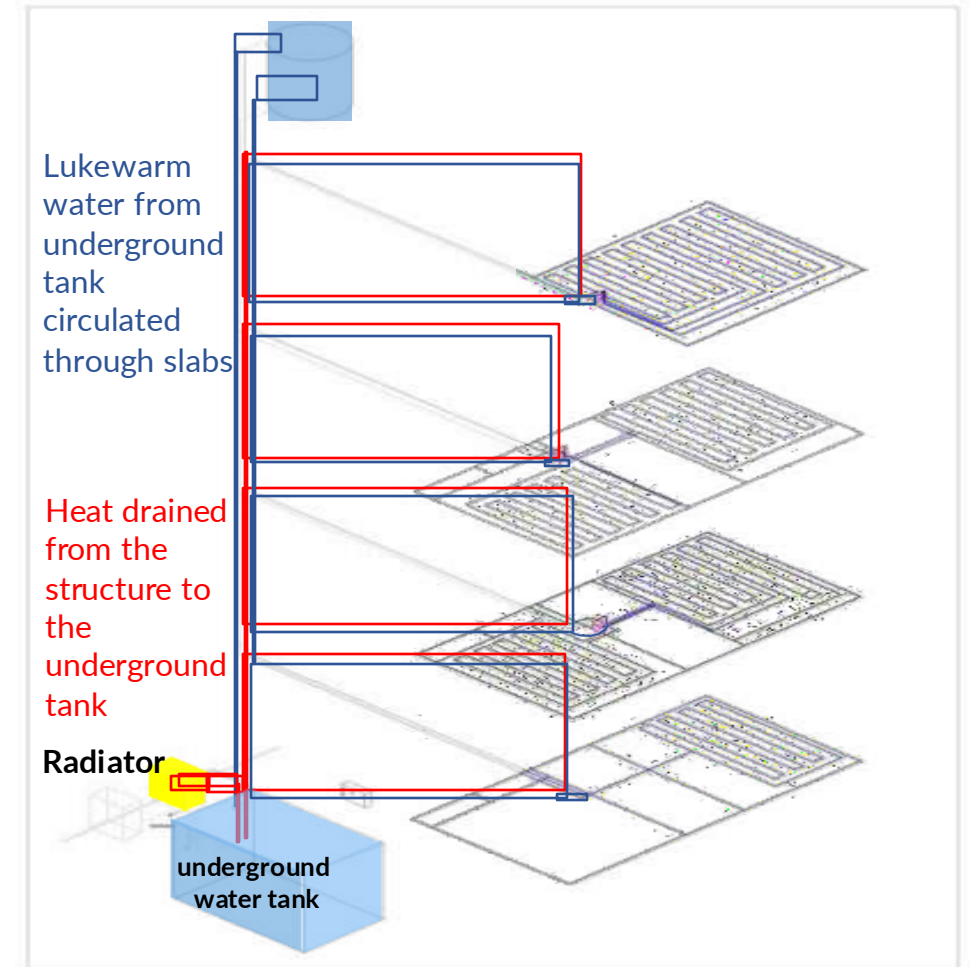 Lukewarm
water from
underground
tank
circulated
through slabs
Heat drained
from the
structure to
the
underground
tank
Radiator
underground
water tank